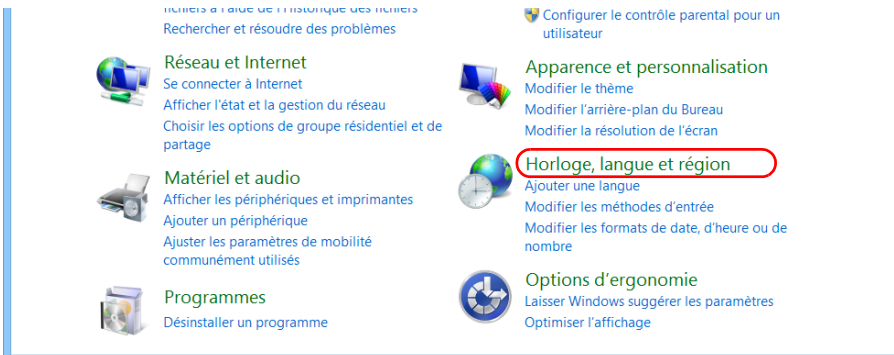 fichiers à l'aide de l'Historique des fichiers
Rechercher et résoudre des problèmes
Réseau et Internet
Se connecter à Internet
Afficher l'état et la gestion du réseau
Choisir les options de groupe résidentiel et de
partage
Matériel et audio
Afficher les périphériques et imprimantes
Ajouter un périphérique
Ajuster les paramètres de mobilité
communément utilisés
Programmes
Désinstaller un programme
Configurer le contrôle parental pour un
utilisateur
Apparence et personnalisation
Modifier le thème
Modifier l'arrière-plan du Bureau
Modifier la résolution de l'écran
Horloge, langue et région
Ajouter une langue
Modifier les méthodes d'entrée
Modifier les formats de date, d'heure ou de
nombre
Options d'ergonomie
Laisser Windows suggérer les paramètres
Optimiser l'affichage